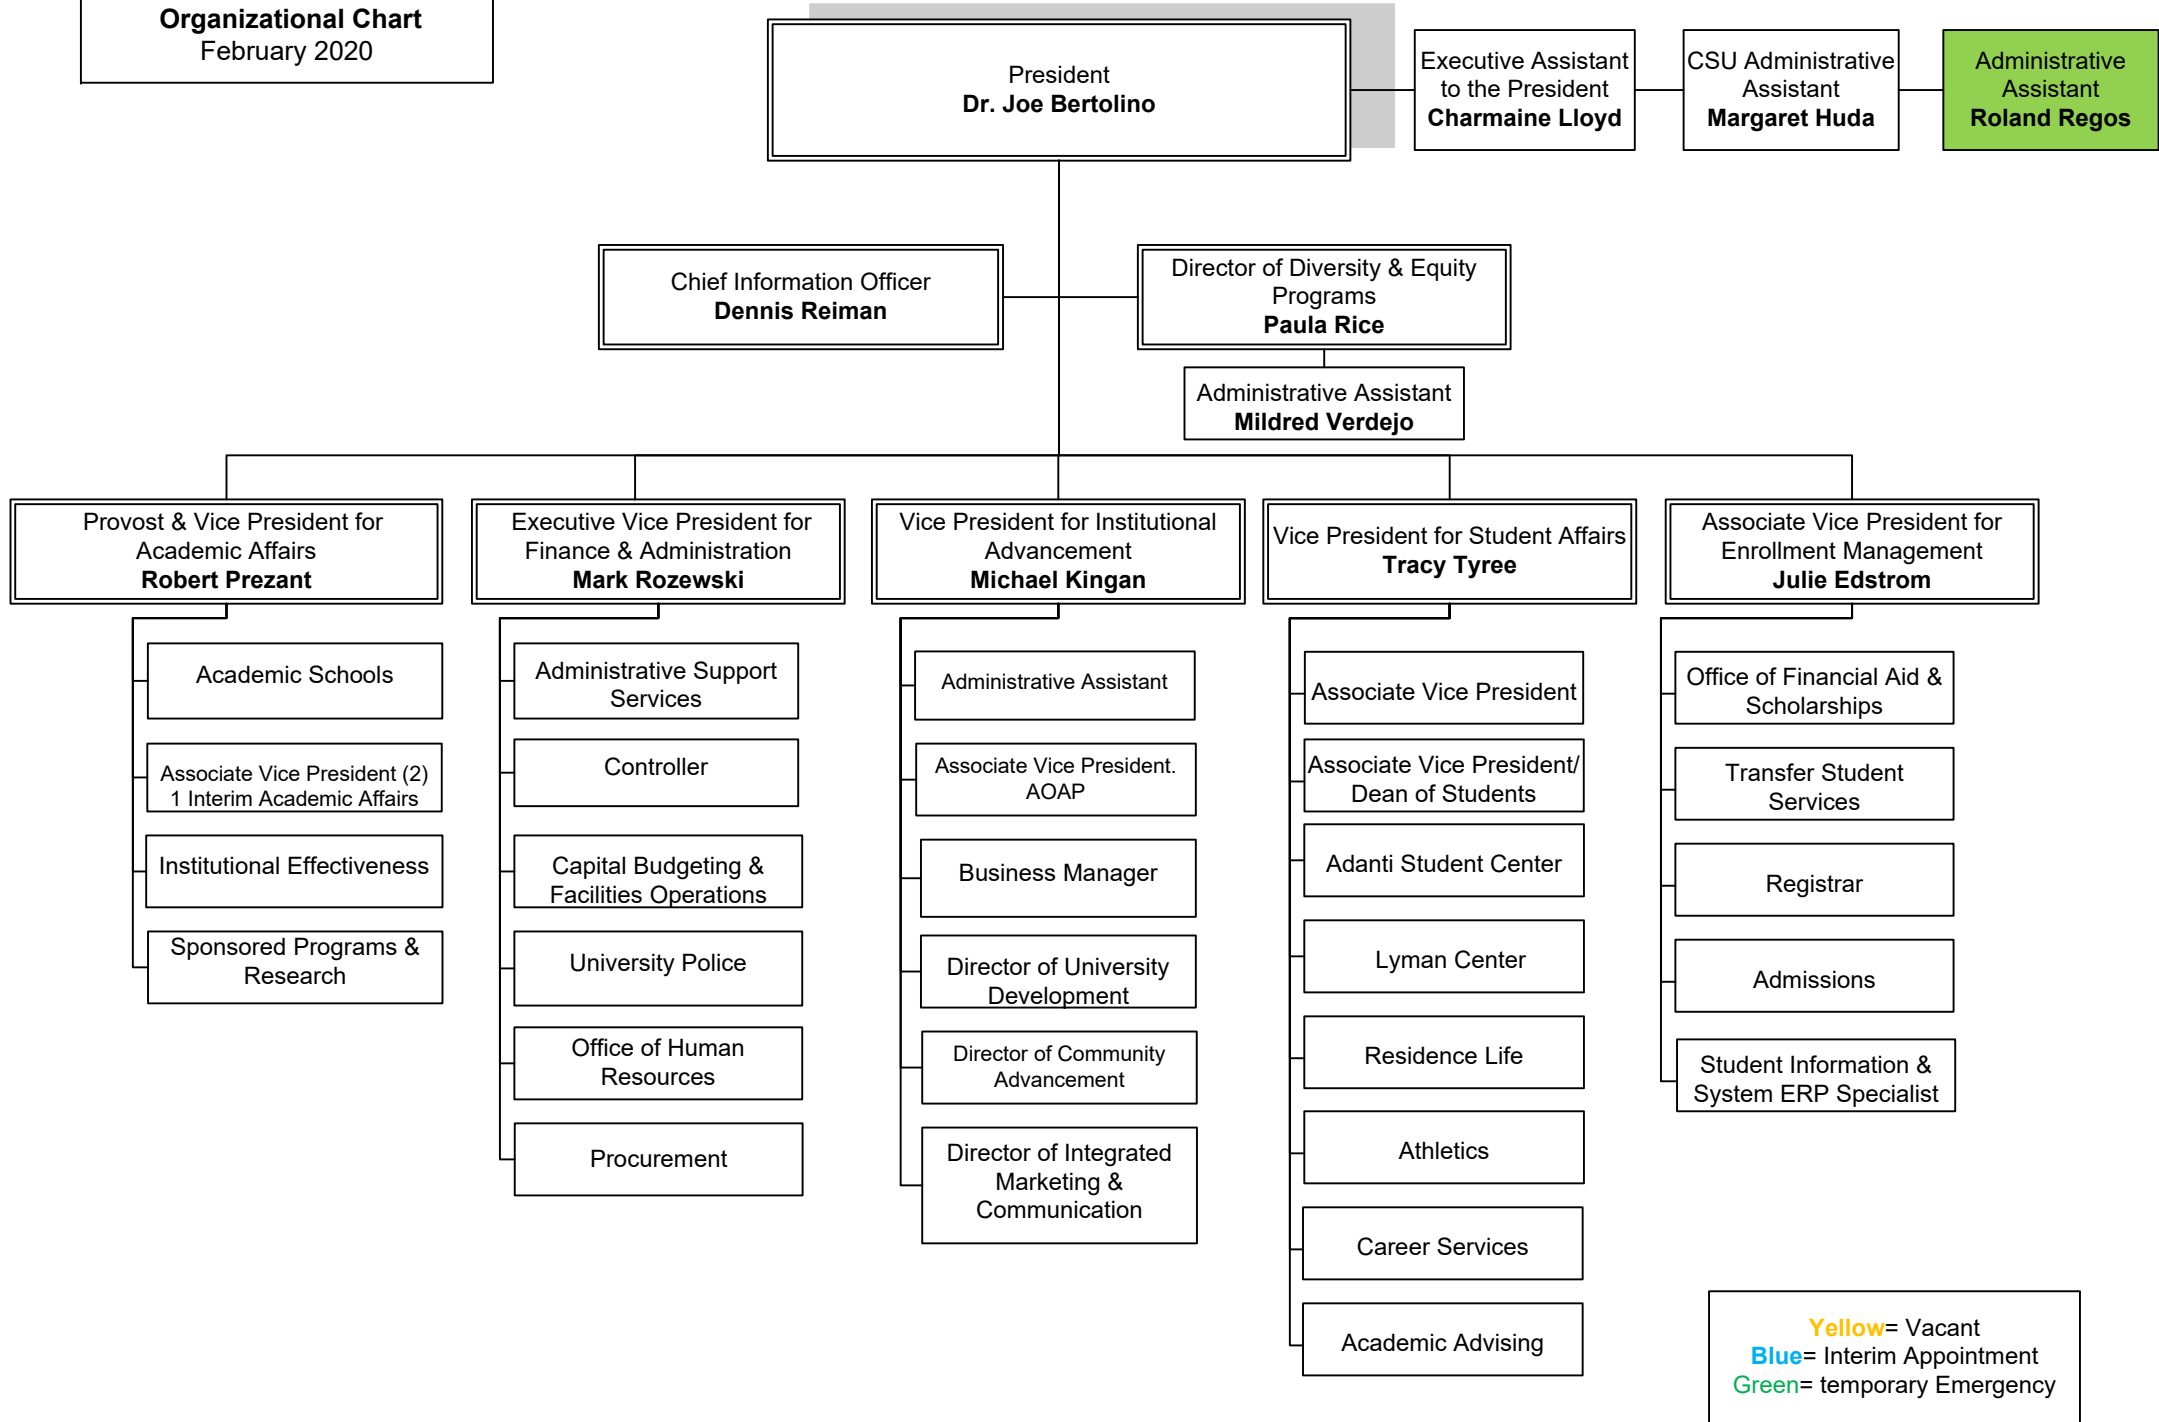 Organizational Chart
February 2020
President
Dr. Joe Bertolino
Executive Assistant
to the President
Charmaine Lloyd
CSU Administrative
Assistant
Margaret Huda
Administrative
Assistant
Roland Regos
Chief Information Officer
Dennis Reiman
Director of Diversity & Equity
Programs
Paula Rice
Administrative Assistant
Mildred Verdejo
Provost & Vice President for
Academic Affairs
Robert Prezant
Executive Vice President for
Finance & Administration
Mark Rozewski
Vice President for Institutional
Advancement
Michael Kingan
Vice President for Student Affairs
Tracy Tyree
Associate Vice President for
Enrollment Management
Julie Edstrom
Academic Schools
Associate Vice President (2)
1 Interim Academic Affairs
Institutional Effectiveness
Sponsored Programs &
Research
Administrative Support
Services
Controller
Capital Budgeting &
Facilities Operations
University Police
Office of Human
Resources
Procurement
Administrative Assistant
Associate Vice President.
AOAP
Business Manager
Director of University
Development
Director of Community
Advancement
Director of Integrated
Marketing &
Communication
Associate Vice President
Associate Vice President/
Dean of Students
Adanti Student Center
Lyman Center
Residence Life
Athletics
Career Services
Academic Advising
Office of Financial Aid &
Scholarships
Transfer Student
Services
Registrar
Admissions
Student Information &
System ERP Specialist
Yellow= Vacant
Blue= Interim Appointment
Green= temporary Emergency